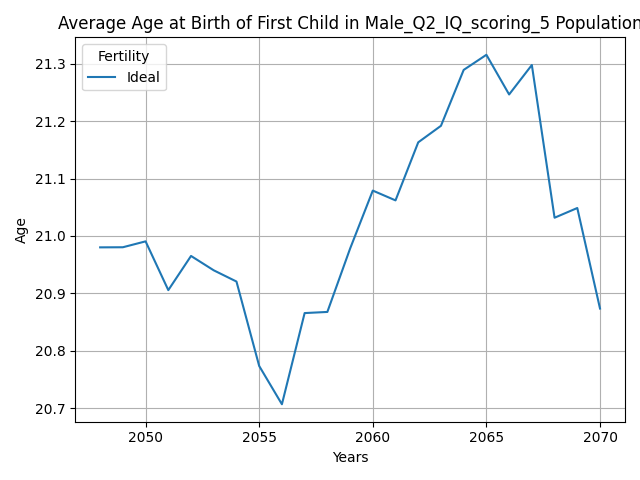 Average Age at Birth of First Child in Male_Q2_IQ_scoring_5 Population
Fertility
Ideal
Age
21.3
21.2
21.1
21.0
20.9
20.8
20.7
2050
2055
2060
2065
2070
Years